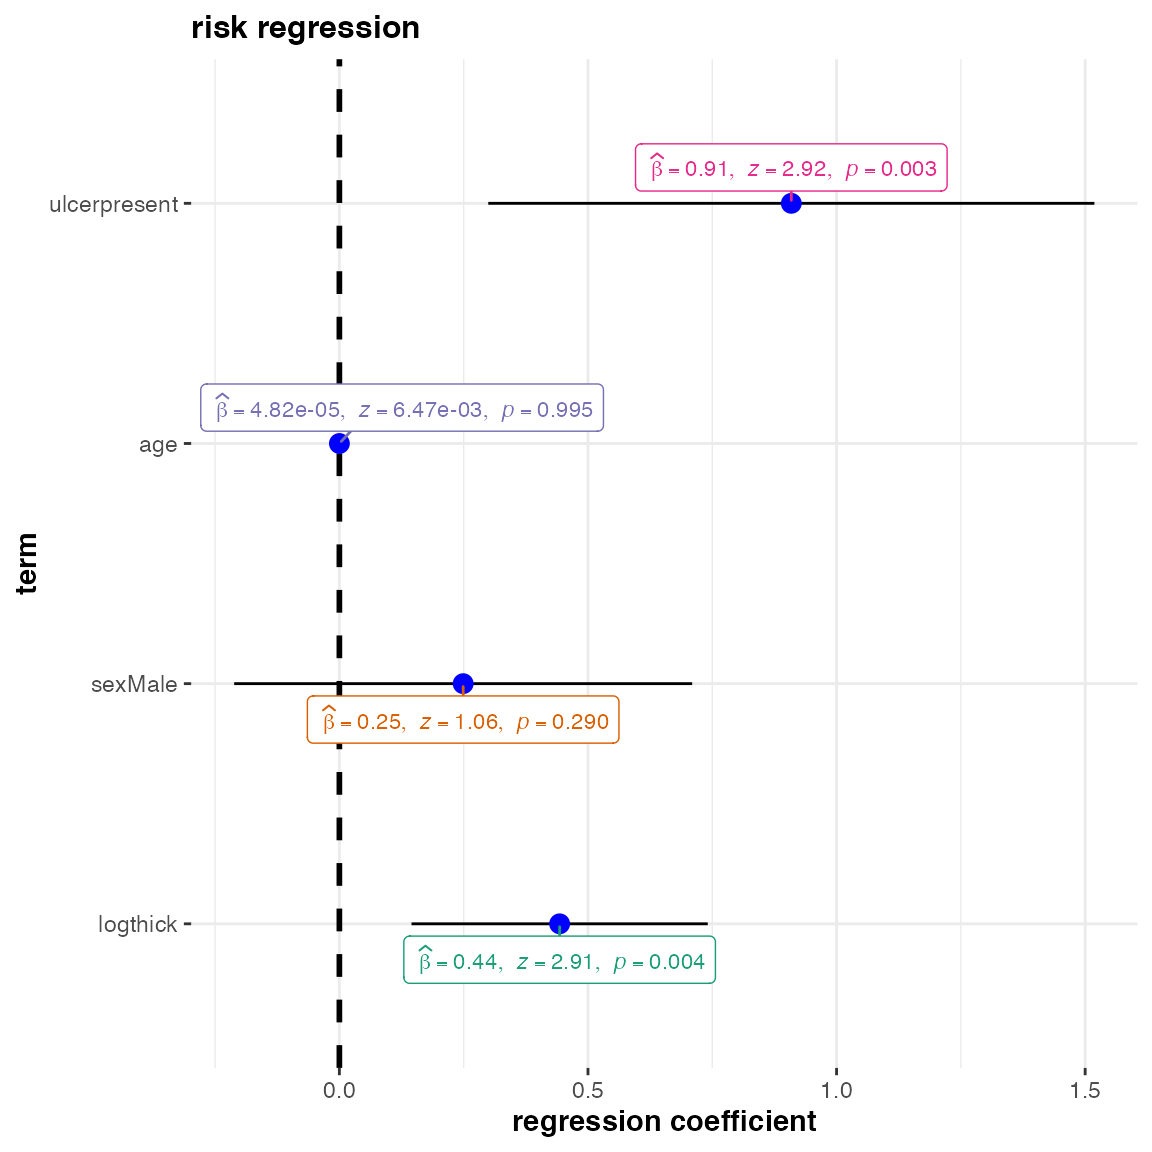 risk regression
β̂ = 0.91, z = 2.92, p = 0.003
ulcerpresent
β̂ = 4.82e-05, z = 6.47e-03, p = 0.995
age
term
sexMale
β̂ = 0.25, z = 1.06, p = 0.290
logthick
β̂ = 0.44, z = 2.91, p = 0.004
0.0 0.5 1.0 1.5
regression coefficient